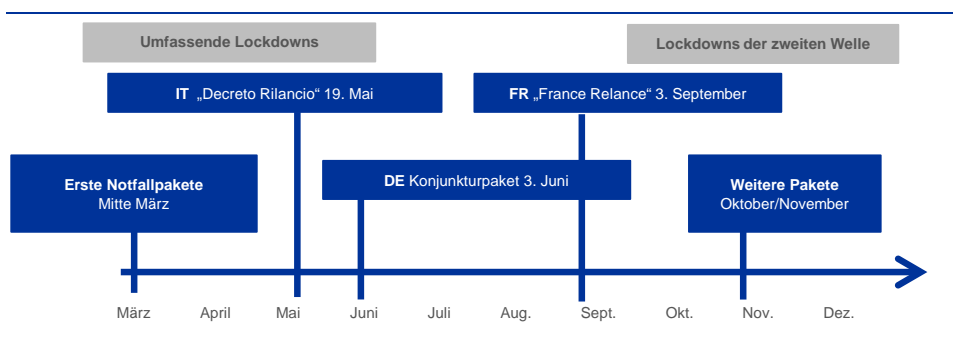 Umfassende Lockdowns
Lockdowns der zweiten Welle
IT „Decreto Rilancio“ 19. Mai
FR „France Relance“ 3. September
Erste Notfallpakete
Mitte März
DE Konjunkturpaket 3. Juni
Weitere Pakete
Oktober/November
März April Mai Juni Juli Aug. Sept. Okt. Nov. Dez.